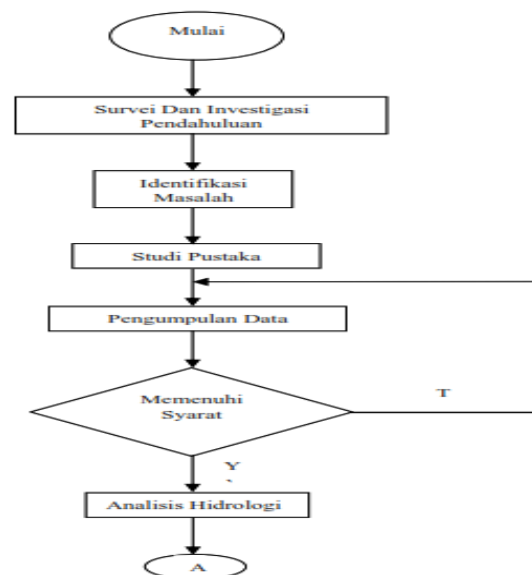 Mulai
Survei Dan Investigasi
Pendahuluan
Identifikasi
Masalah
Studi Pustaka
Pengumpulan Data
Memenuhi
Syarat
T
Y
Analisis Hidrologi
A